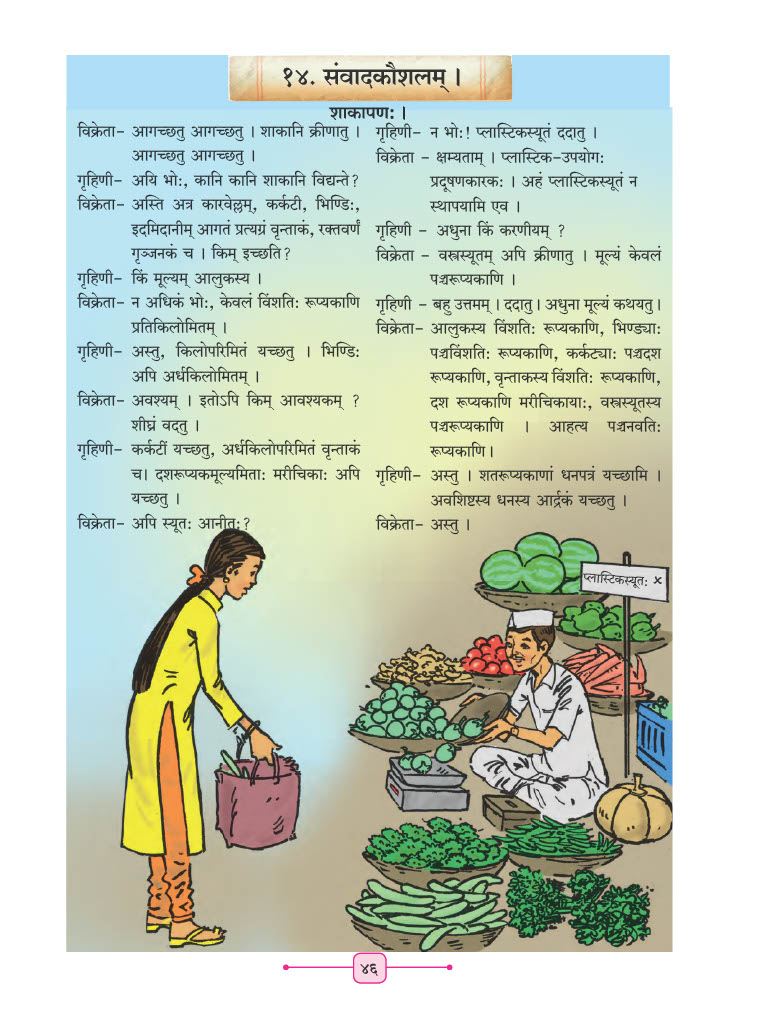 १४. संवादकौशलम् ।
शाकापण: ।
विक्रेता- आगच्छतु आगच्छतु । शाकानि क्रीणातु ।
आगच्छतु आगच्छतु ।
गृहिणी- अयि भो:, कानि कानि शाकानि विद्यन्ते?
विक्रेता- अस्ति अत्र कारवेल्लम्, कर्कटी, भिण्डि:,
इदमिदानीम् आगतं प्रत्यग्रं वृन्ताकं, रक्तवर्णं
गृञ्जनकं च । किम् इच्छति?
गृहिणी- किं मूल्यम् आलुकस्य ।
विक्रेता- न अधिकं भो:, केवलं विंशति: रूप्यकाणि
प्रतिकिलोमितम् ।
गृहिणी- अस्तु, किलोपरिमितं यच्छतु । भिण्डि:
अपि अर्धकिलोमितम् ।
विक्रेता- अवश्यम् । इतोऽपि किम् आवश्यकम् ?
शीघ्रं वदतु ।
गृहिणी- कर्कटीं यच्छतु, अर्धकिलोपरिमितं वृन्ताकं
च। दशरूप्यकमूल्यमिता: मरीचिका: अपि
यच्छतु ।
विक्रेता- अपि स्यूत: आनीत:?
गृहिणी- न भो:! प्लास्टिकस्यूतं ददातु ।
विक्रेता - क्षम्यताम् । प्लास्टिक-उपयोग:
प्रदूषणकारक: । अहं प्लास्टिकस्यूतं न
स्थापयामि एव ।
गृहिणी - अधुना किं करणीयम् ?
विक्रेता - वस्त्रस्यूतम् अपि क्रीणातु । मूल्यं केवलं
पञ्चरूप्यकाणि ।
गृहिणी - बहु उत्तमम् । ददातु। अधुना मूल्यं कथयतु।
विक्रेता- आलुकस्य विंशति: रूप्यकाणि, भिण्ड्या:
पञ्चविंशति: रूप्यकाणि, कर्कट्या: पञ्चदश
रूप्यकाणि, वृन्ताकस्य विंशति: रूप्यकाणि,
दश रूप्यकाणि मरीचिकाया:, वस्त्रस्यूतस्य
पञ्चरूप्यकाणि । आहत्य पञ्चनवति:
रूप्यकाणि।
गृहिणी- अस्तु । शतरूप्यकाणां धनपत्रं यच्छामि ।
अवशिष्टस्य धनस्य आर्द्रकं यच्छतु ।
विक्रेता- अस्तु ।
प्लास्टिकस्यूत: ×
४६